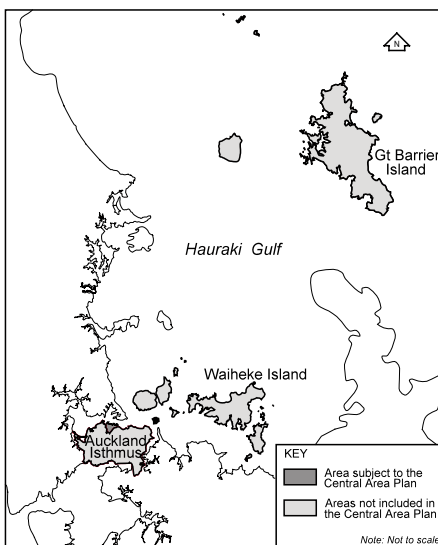 N
Gt Barrier
Island
Hauraki Gulf
Waiheke Island
Auckland
Isthmus
KEY
Area subject to the
Central Area Plan
Areas not included in
the Central Area Plan
Note: Not to scale